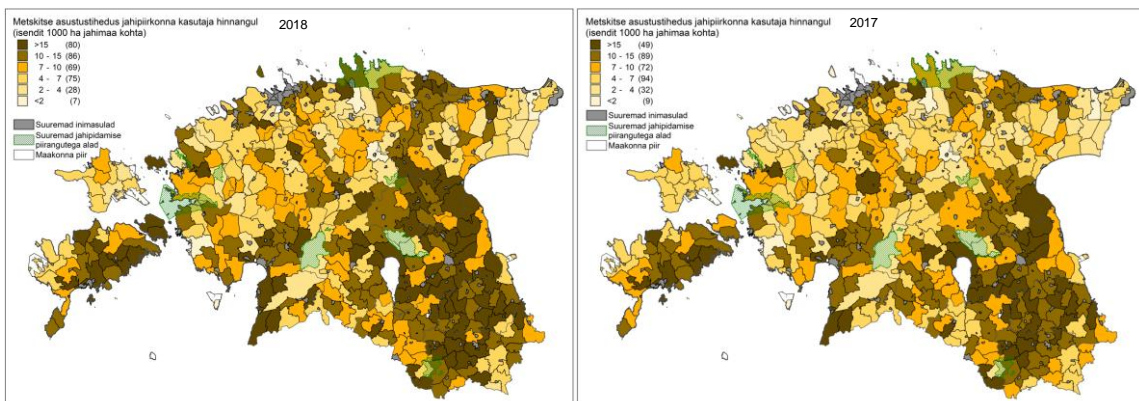 Metskitse asustustihedus jahipiirkonna kasutaja hinnangul
(isendit 1000 ha jahimaa kohta)
2018
>15 (80)
10 - 15 (86)
7 - 10 (69)
4 - 7 (75)
2 - 4 (28)
<2 (7)
Suuremad inimasulad
Suuremad jahipidamise
piirangutega alad
Maakonna piir
Metskitse asustustihedus jahipiirkonna kasutaja hinnangul
(isendit 1000 ha jahimaa kohta)
2017
>15 (49)
10 - 15 (89)
7 - 10 (72)
4 - 7 (94)
2 - 4 (32)
<2 (9)
Suuremad inimasulad
Suuremad jahipidamise
piirangutega alad
Maakonna piir